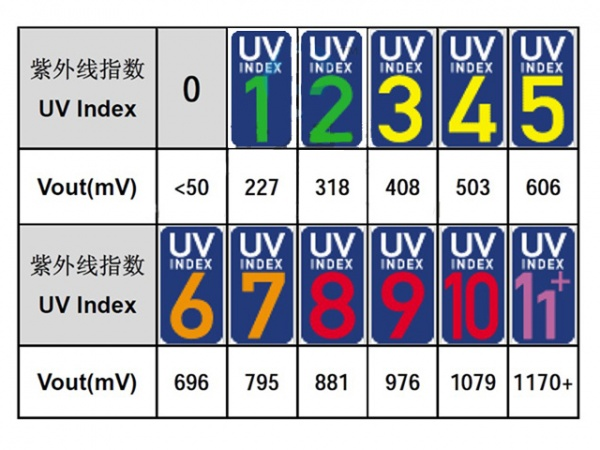 紫外线指数
UV Index
0
UV INDEX 1
UV INDEX 2
UV INDEX 3
UV INDEX 4
UV INDEX 5
Vout(mV) <50 227 318 408 503 606
紫外线指数
UV Index
UV INDEX 6
UV INDEX 7
UV INDEX 8
UV INDEX 9
UV INDEX 10
UV INDEX 11+
Vout(mV) 696 795 881 976 1079 1170+